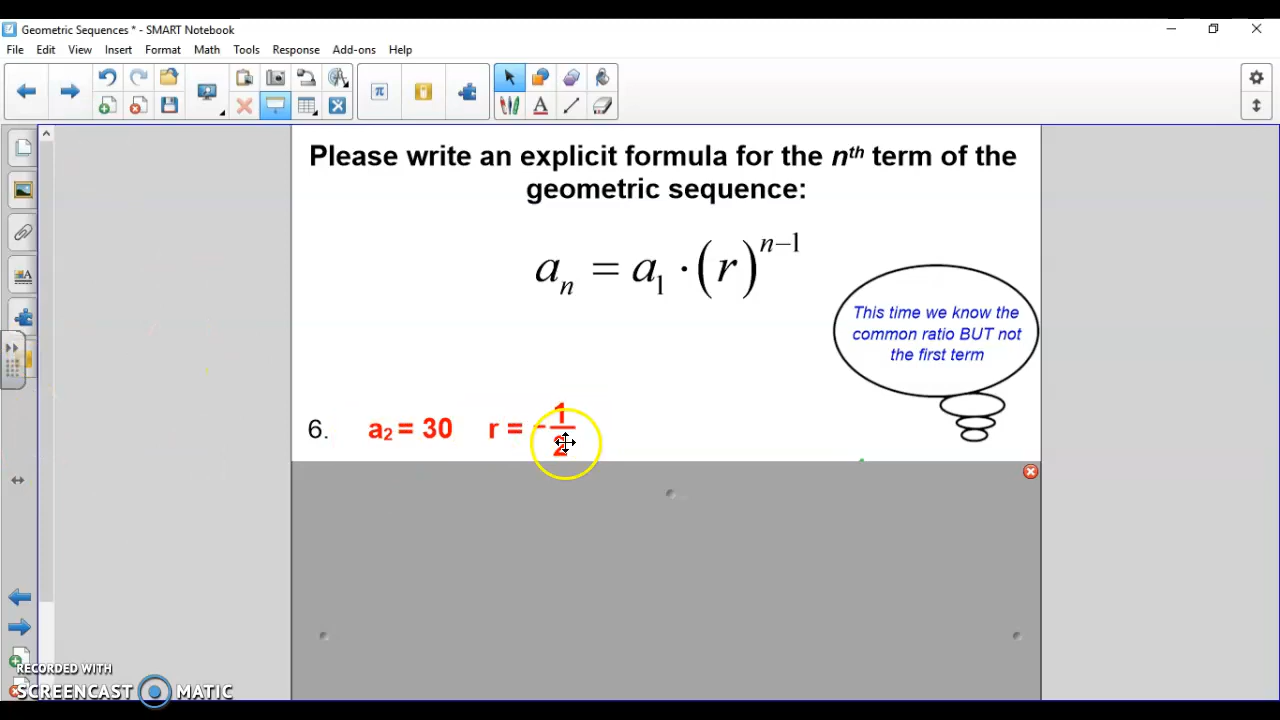 Geometric Sequences * - SMART Notebook
File Edit View Insert Format Math Tools Response Add-ons Help
Please write an explicit formula for the nth term of the
geometric sequence:
aₙ = a₁ · (r)ⁿ⁻¹
This time we know the
common ratio BUT not
the first term
6. a₂ = 30 r = -1/2
RECORDED WITH
SCREENCAST MATIC